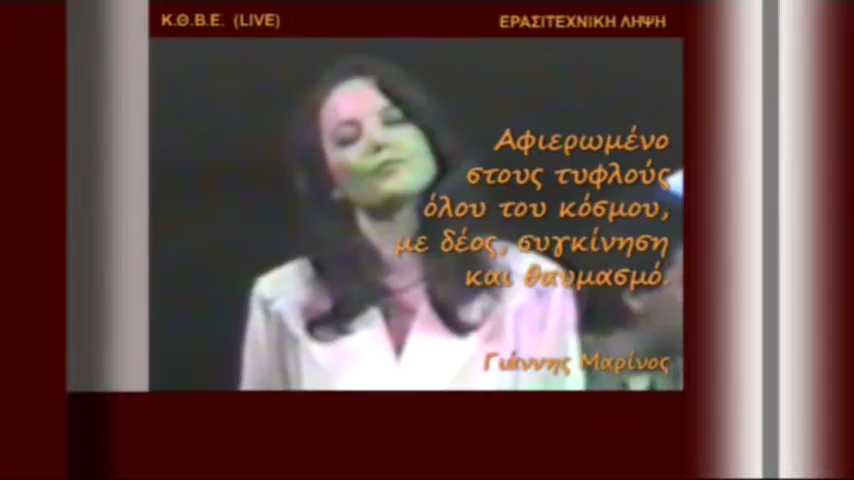 Κ.Θ.Β.Ε. (LIVE)
ΕΡΑΣΙΤΕΧΝΙΚΗ ΛΗΨΗ
Αφιερωμένο
στους τυφλούς
όλου του κόσμου,
με δέος, συγκίνηση
και θαυμασμό.
Γιάννης Μαρίνος